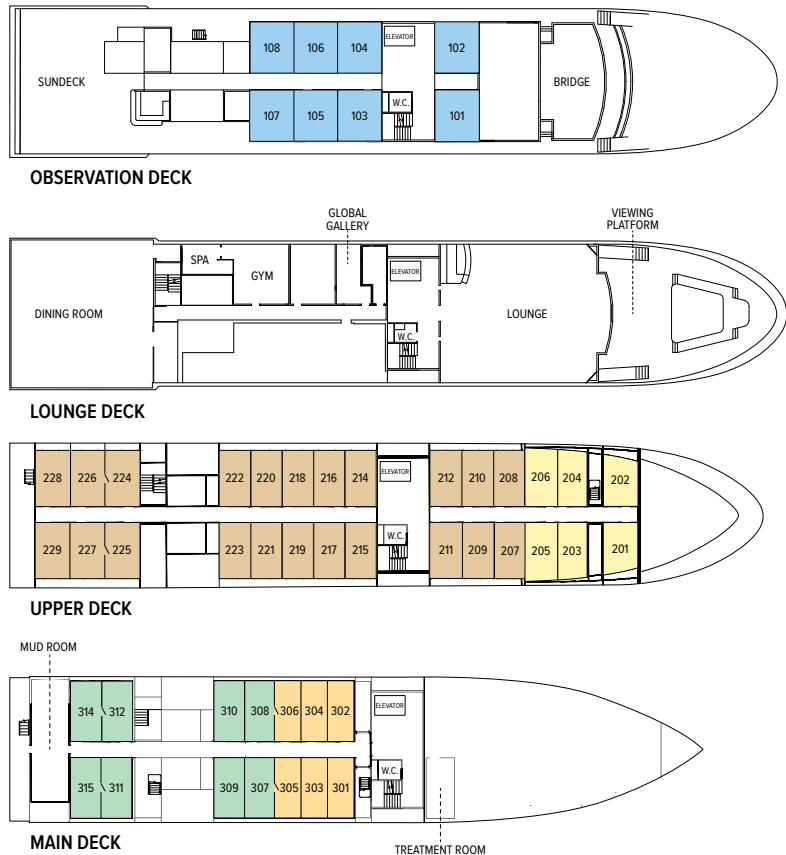 108 106 104 ELEVATOR 102
SUNDECK W.C. BRIDGE
107 105 103 101
OBSERVATION DECK
GLOBAL
GALLERY
VIEWING
PLATFORM
SPA
GYM
ELEVATOR
DINING ROOM
LOUNGE
W.C.
LOUNGE DECK
228 226 224 222 220 218 216 214 ELEVATOR 212 210 208 206 204 202
W.C.
229 227 225 223 221 219 217 215 211 209 207 205 203 201
UPPER DECK
MUD ROOM
314 312 310 308 306 304 302 ELEVATOR
W.C.
315 311 309 307 305 303 301
MAIN DECK
TREATMENT ROOM